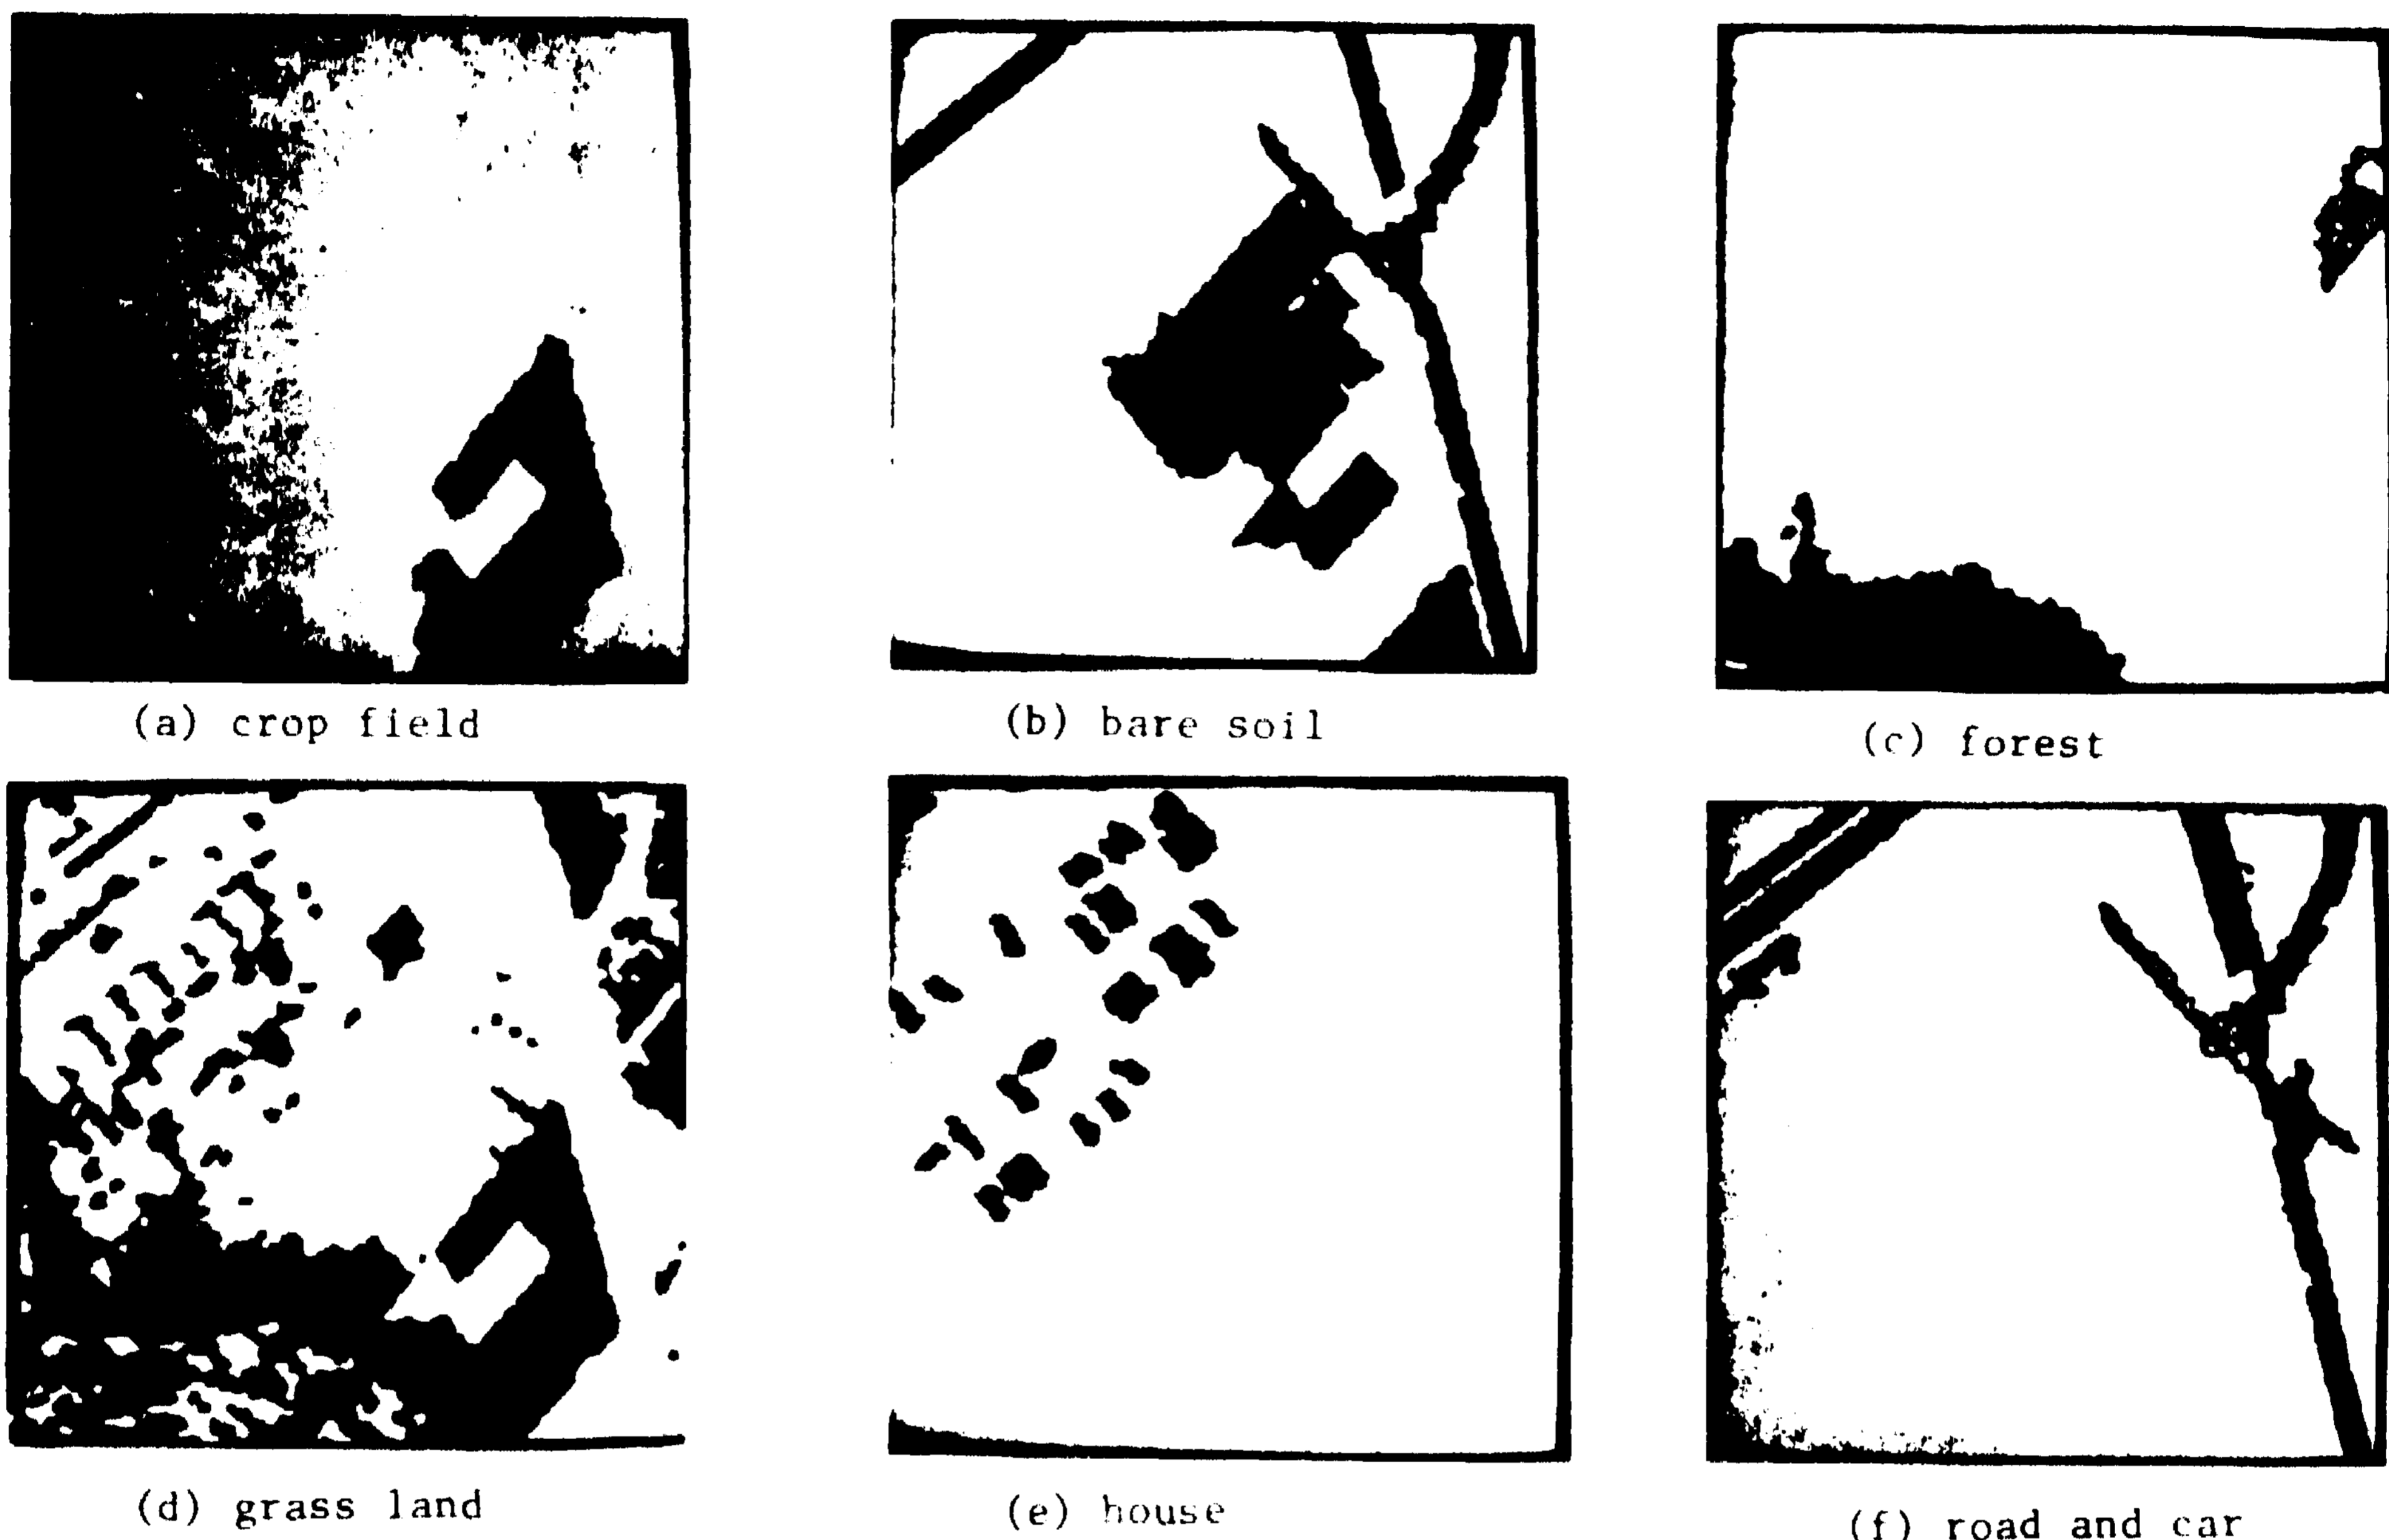 (a) crop field
(b) bare soil
(c) forest
(d) grass land
(e) house
(f) road and car